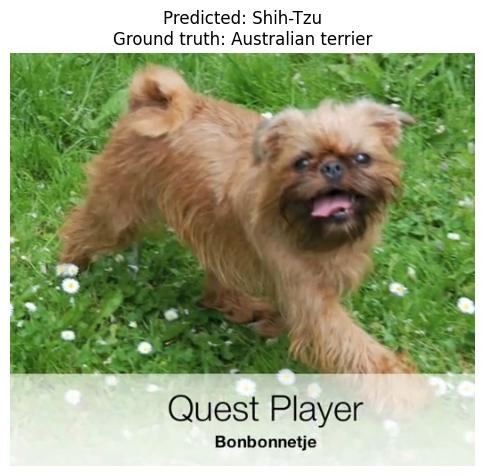 Predicted: Shih-Tzu
Ground truth: Australian terrier
Quest Player
Bonbonnetje